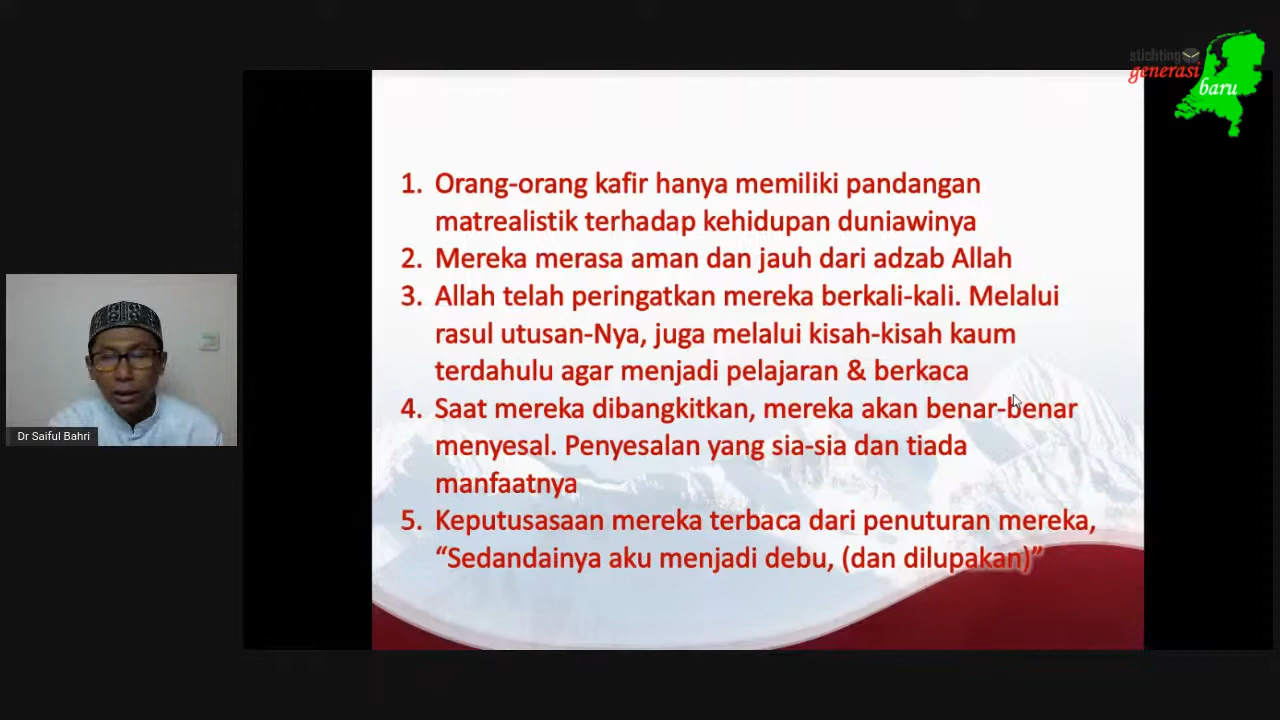 stichting
generasi
baru
1. Orang-orang kafir hanya memiliki pandangan
matrealistik terhadap kehidupan duniawinya
2. Mereka merasa aman dan jauh dari adzab Allah
3. Allah telah peringatkan mereka berkali-kali. Melalui
rasul utusan-Nya, juga melalui kisah-kisah kaum
terdahulu agar menjadi pelajaran & berkaca
4. Saat mereka dibangkitkan, mereka akan benar-benar
menyesal. Penyesalan yang sia-sia dan tiada
manfaatnya
5. Keputusasaan mereka terbaca dari penuturan mereka,
“Sedandainya aku menjadi debu, (dan dilupakan)”
Dr Saiful Bahri